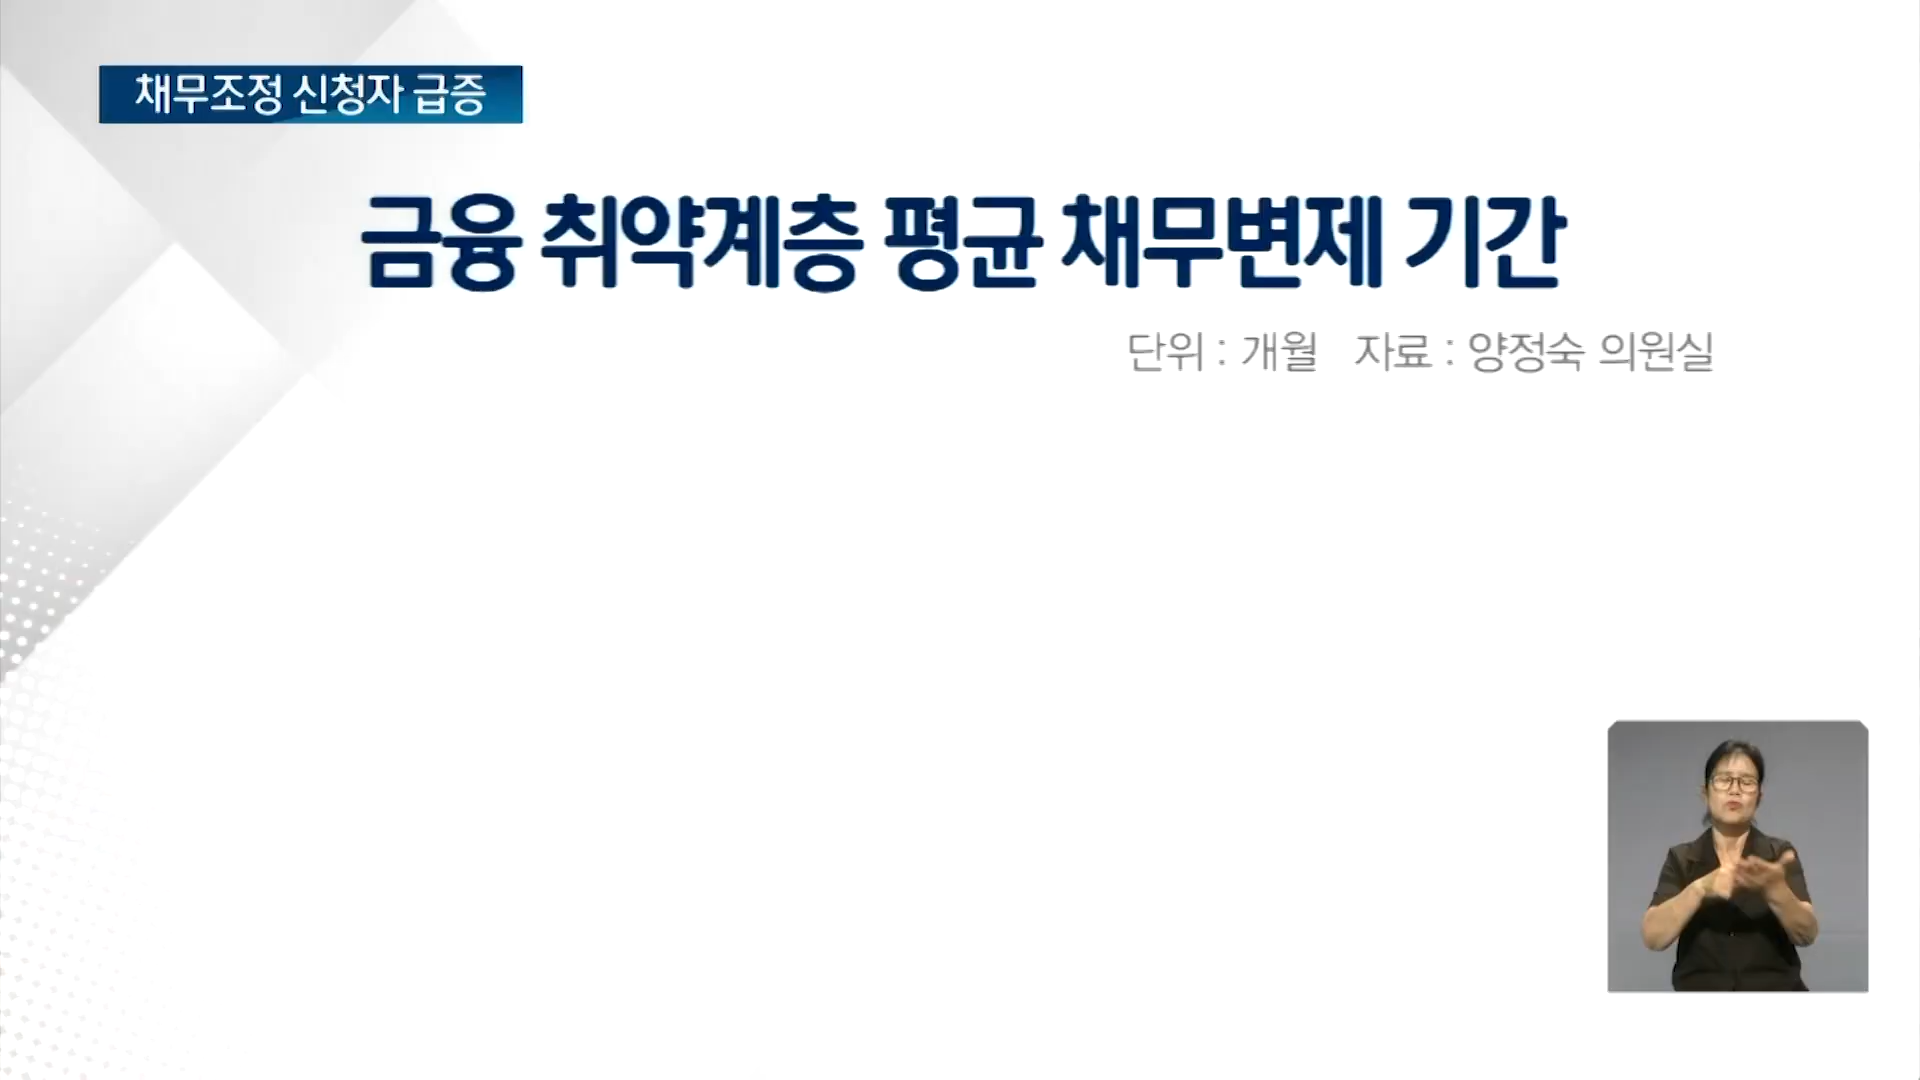 채무조정 신청자 급증
금융 취약계층 평균 채무변제 기간
단위 : 개월 자료 : 양정숙 의원실